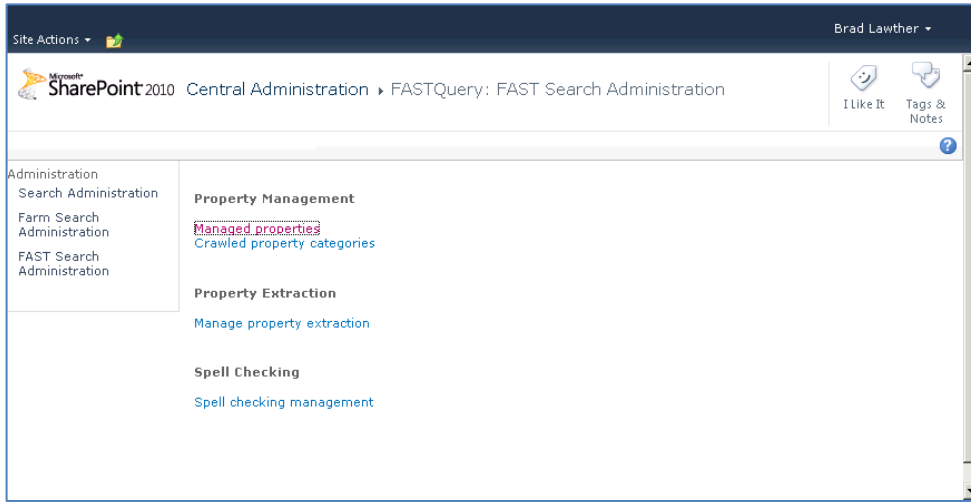 Brad Lawther
Site Actions
Microsoft
SharePoint 2010 Central Administration FASTQuery: FAST Search Administration
I Like It
Tags &
Notes
Administration
Search Administration
Farm Search
Administration
FAST Search
Administration
Property Management
Managed properties
Crawled property categories
Property Extraction
Manage property extraction
Spell Checking
Spell checking management